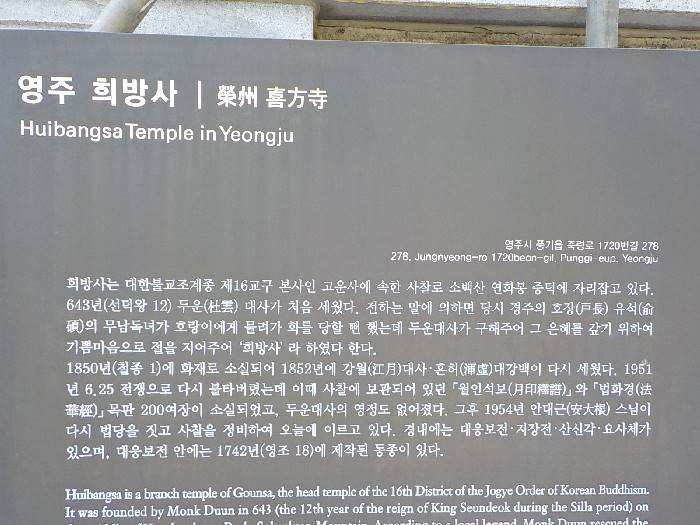 영주 희방사 | 榮州 喜方寺
Huibangsa Temple in Yeongju
영주시 풍기읍 죽령로 1720번길 278
278, Jungnyeong-ro 1720beon-gil, Punggi-eup, Yeongju
희방사는 대한불교조계종 제16교구 본사인 고운사에 속한 사찰로 소백산 연화봉 중턱에 자리잡고 있다.
643년(선덕왕 12) 두운(杜雲) 대사가 처음 세웠다. 전하는 말에 의하면 당시 경주의 호장(戶長) 유석(兪
碩)의 무남독녀가 호랑이에게 물려가 화를 당할 뻔 했는데 두운대사가 구해주어 그 은혜를 갚기 위하여
기쁨마음으로 절을 지어주어 ‘희방사’ 라 하였다 한다.
1850년(철종 1)에 화재로 소실되어 1852년에 강월(江月)대사·혼허(渾虛)대강백이 다시 세웠다. 1951
년 6.25 전쟁으로 다시 불타버렸는데 이때 사찰에 보관되어 있던 「월인석보(月印釋譜)」와 「법화경(法
華經)」목판 200여장이 소실되었고, 두운대사의 영정도 없어졌다. 그후 1954년 안대근(安大根) 스님이
다시 법당을 짓고 사찰을 정비하여 오늘에 이르고 있다. 경내에는 대웅보전·지장전·산신각·요사채가
있으며, 대웅보전 안에는 1742년(영조 18)에 제작된 동종이 있다.
Huibangsa is a branch temple of Gounsa, the head temple of the 16th District of the Jogye Order of Korean Buddhism.
It was founded by Monk Duun in 643 (the 12th year of the reign of King Seondeok during the Silla period) on